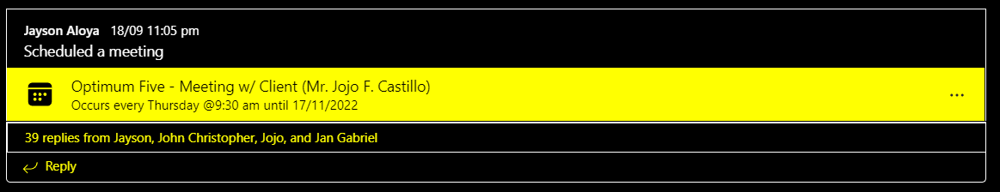 Jayson Aloya 18/09 11:05 pm
Scheduled a meeting
Optimum Five - Meeting w/ Client (Mr. Jojo F. Castillo)
Occurs every Thursday @9:30 am until 17/11/2022
39 replies from Jayson, John Christopher, Jojo, and Jan Gabriel
Reply